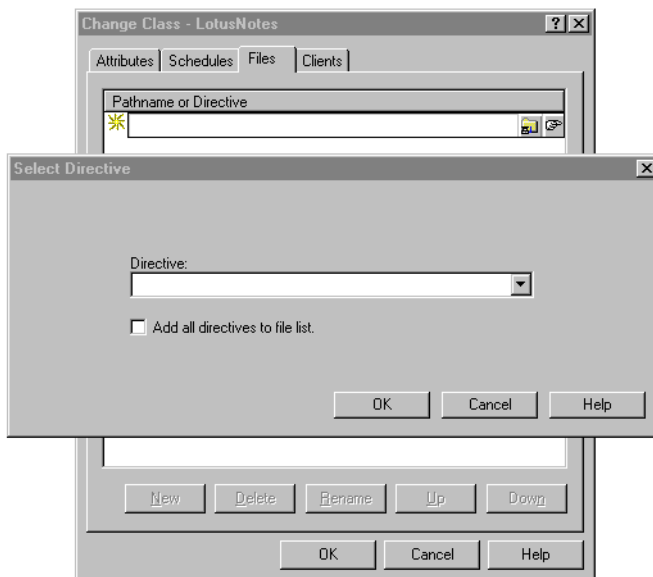 Change Class - LotusNotes
Attributes Schedules Files Clients
Pathname or Directive
Select Directive
Directive:
Add all directives to file list.
OK Cancel Help
New Delete Rename Up Down
OK Cancel Help